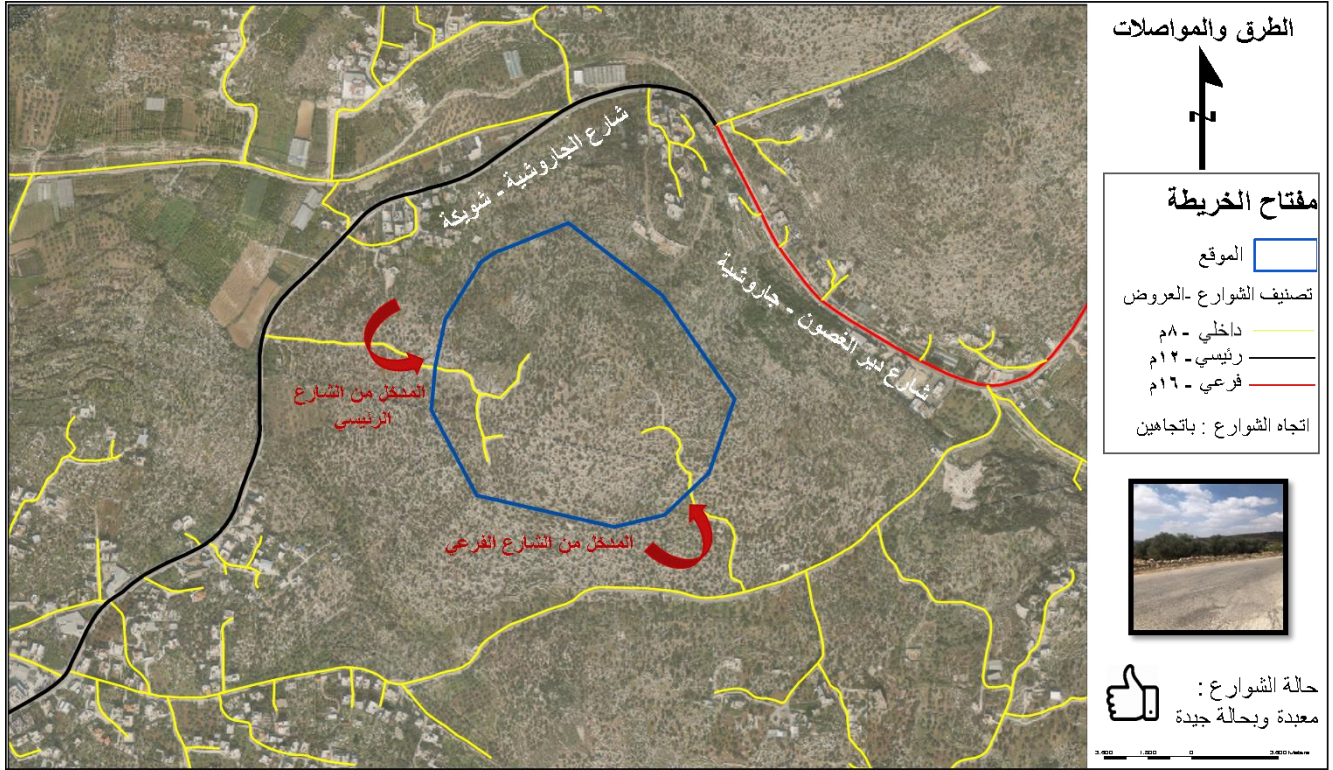 الطرق والمواصلات
N
مفتاح الخريطة
الموقع
تصنيف الشوارع -العروض
داخلي - ٨م
رئيسي - ١٢م
فرعي - ١٦م
اتجاه الشوارع : باتجاهين
حالة الشوارع :
معبدة وبحالة جيدة
شارع الجاروشية - شويكة
شارع دير الغصون - جاروشية
المدخل من الشارع
الرئيسي
المدخل من الشارع الفرعي